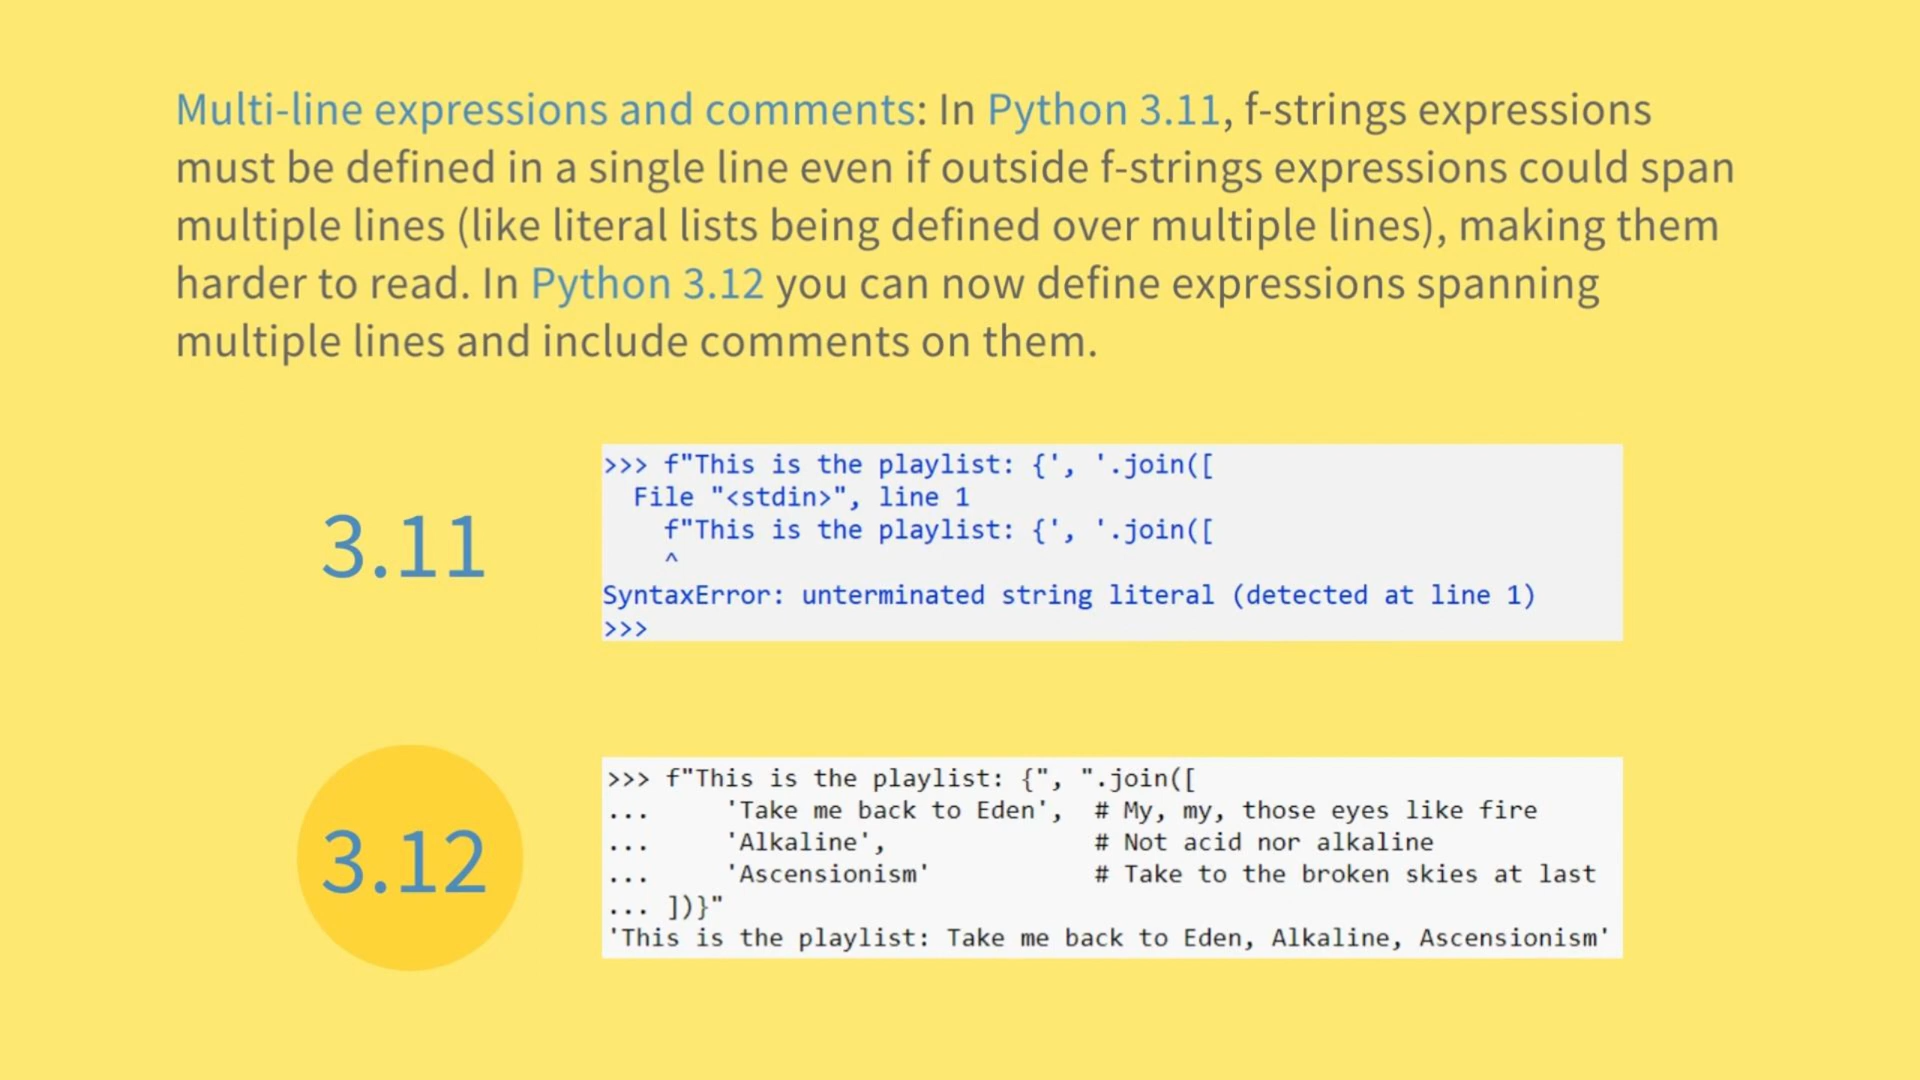 Multi-line expressions and comments: In Python 3.11, f-strings expressions
must be defined in a single line even if outside f-strings expressions could span
multiple lines (like literal lists being defined over multiple lines), making them
harder to read. In Python 3.12 you can now define expressions spanning
multiple lines and include comments on them.
3.11
>>> f"This is the playlist: {', '.join([
  File "<stdin>", line 1
    f"This is the playlist: {', '.join([
    ^
SyntaxError: unterminated string literal (detected at line 1)
>>>
3.12
>>> f"This is the playlist: {", ".join([
...     'Take me back to Eden',  # My, my, those eyes like fire
...     'Alkaline',              # Not acid nor alkaline
...     'Ascensionism'           # Take to the broken skies at last
... ])}"
'This is the playlist: Take me back to Eden, Alkaline, Ascensionism'